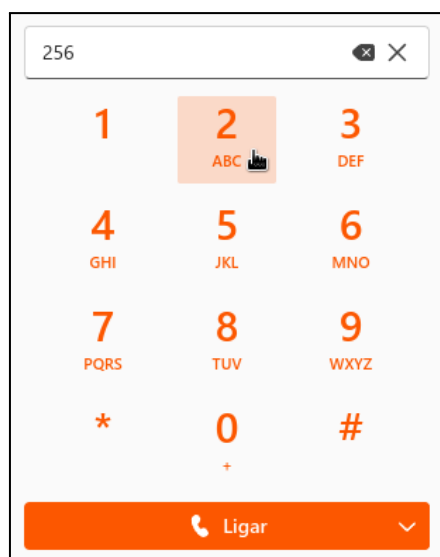 256
1 2 3
ABC DEF
4 5 6
GHI JKL MNO
7 8 9
PQRS TUV WXYZ
* 0 #
+
Ligar